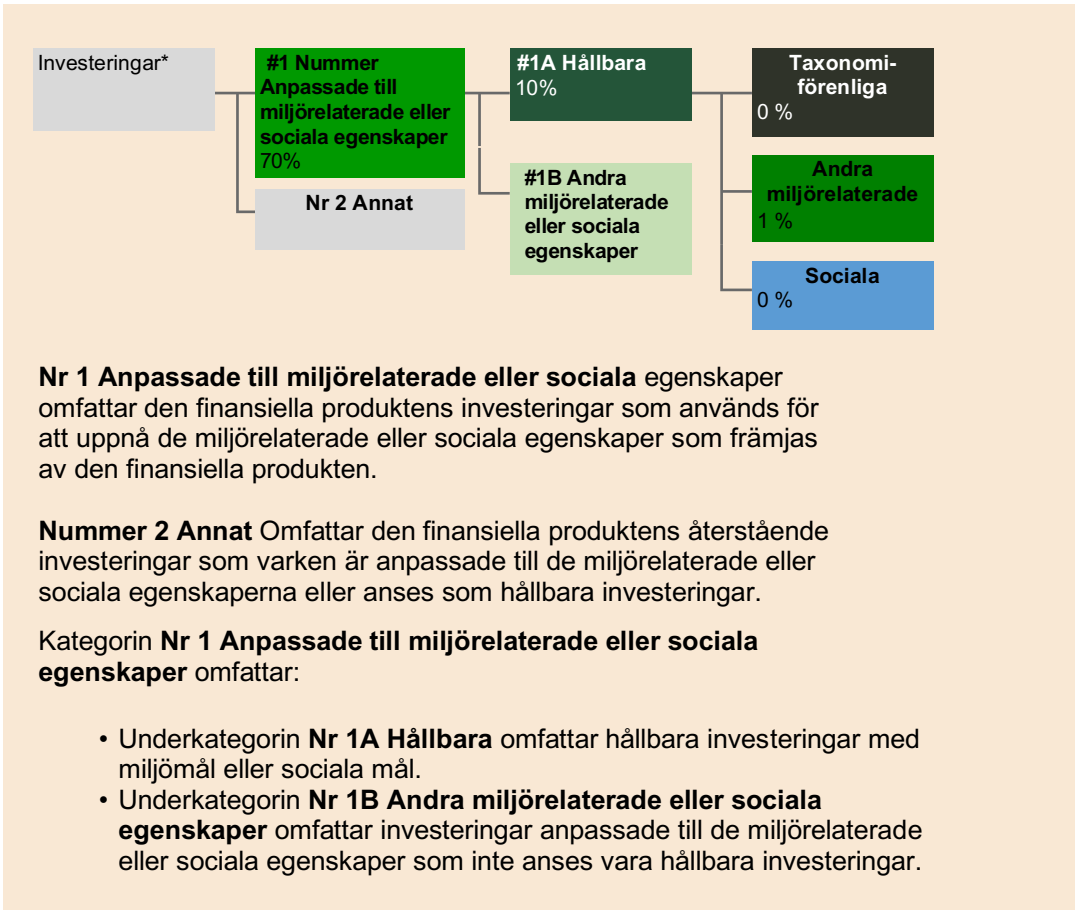 Investeringar*
#1 Nummer
Anpassade till
miljörelaterade eller
sociala egenskaper
70%
Nr 2 Annat
#1A Hållbara
10%
#1B Andra
miljörelaterade
eller sociala
egenskaper
Taxonomi-
förenliga
0 %
Andra
miljörelaterade
1 %
Sociala
0 %
Nr 1 Anpassade till miljörelaterade eller sociala egenskaper
omfattar den finansiella produktens investeringar som används för
att uppnå de miljörelaterade eller sociala egenskaper som främjas
av den finansiella produkten.
Nummer 2 Annat Omfattar den finansiella produktens återstående
investeringar som varken är anpassade till de miljörelaterade eller
sociala egenskaperna eller anses som hållbara investeringar.
Kategorin Nr 1 Anpassade till miljörelaterade eller sociala
egenskaper omfattar:
• Underkategorin Nr 1A Hållbara omfattar hållbara investeringar med
miljömål eller sociala mål.
• Underkategorin Nr 1B Andra miljörelaterade eller sociala
egenskaper omfattar investeringar anpassade till de miljörelaterade
eller sociala egenskaper som inte anses vara hållbara investeringar.